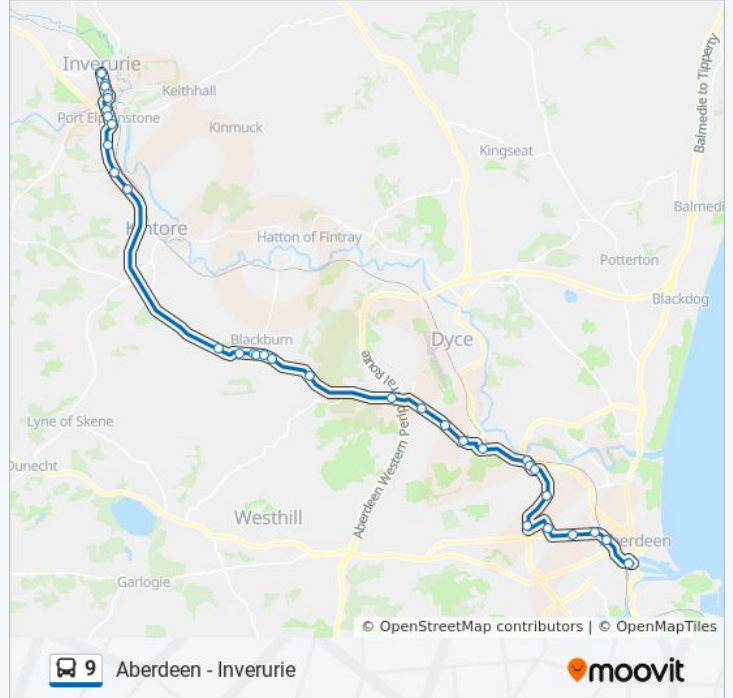 Inverurie
Keithhall
Port Elphinstone
Kinmuck
Kingseat
Balmedie to Tipperty
Balmedi
Kintore
Hatton of Fintray
Potterton
Blackdog
Blackburn
Dyce
Lyne of Skene
Aberdeen Western Peripheral Route
Dunecht
Westhill
Aberdeen
Garlogie
© OpenStreetMap contributors | © OpenMapTiles
9 Aberdeen - Inverurie
moovit